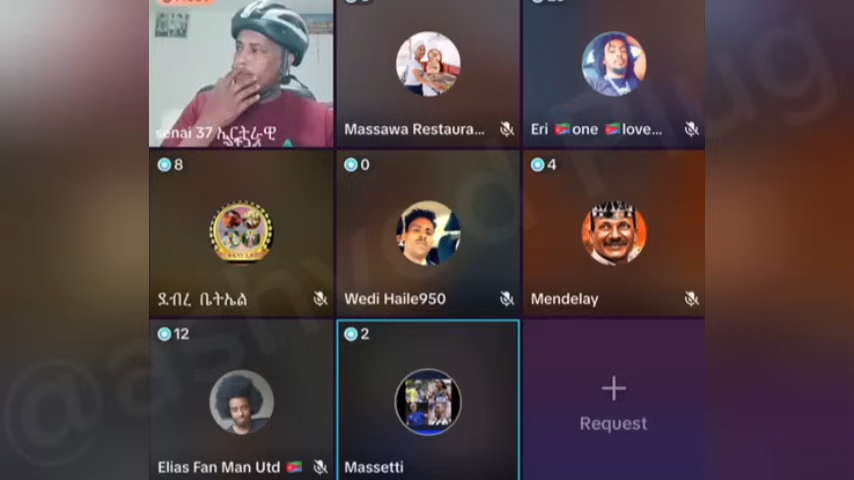 senai 37 ኢርትራዊ
Massawa Restaura...
Eri 🇪🇷one 🇪🇷love...
8
0
4
ደብረ ቤትኤል
Wedi Haile950
Mendelay
12
2
+
Request
Elias Fan Man Utd 🇪🇷
Massetti